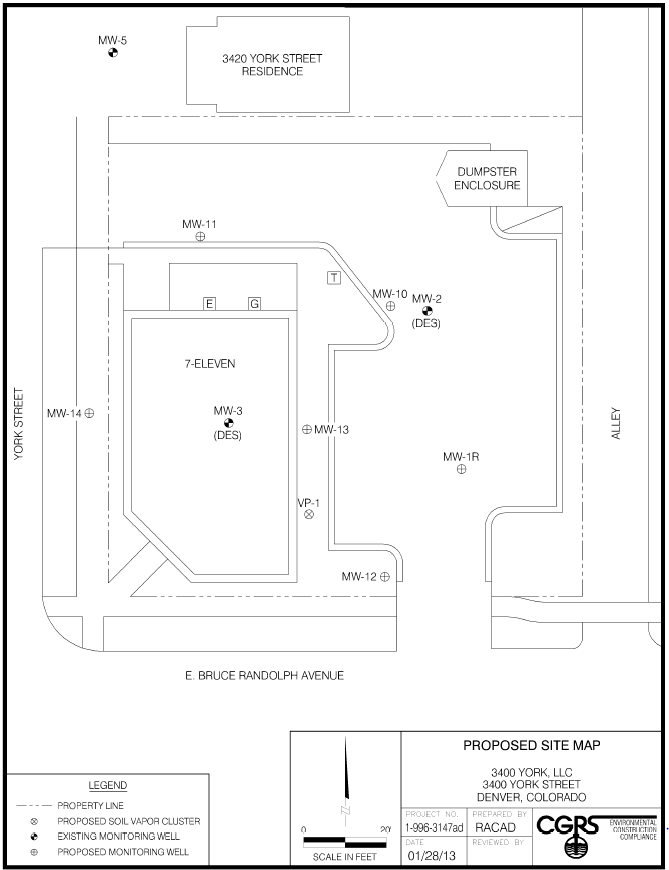 MW-5
3420 YORK STREET
RESIDENCE
DUMPSTER
ENCLOSURE
MW-11
T
MW-10
MW-2
(DES)
E
G
7-ELEVEN
MW-3
(DES)
MW-14
MW-13
YORK STREET
ALLEY
MW-1R
VP-1
MW-12
E. BRUCE RANDOLPH AVENUE
LEGEND
PROPERTY LINE
PROPOSED SOIL VAPOR CLUSTER
EXISTING MONITORING WELL
PROPOSED MONITORING WELL
N
0 20'
SCALE IN FEET
PROPOSED SITE MAP
3400 YORK, LLC
3400 YORK STREET
DENVER, COLORADO
PROJECT NO.
1-996-3147ad
PREPARED BY
RACAD
DATE
01/28/13
REVIEWED BY
CGRS
ENVIRONMENTAL
CONSTRUCTION
COMPLIANCE